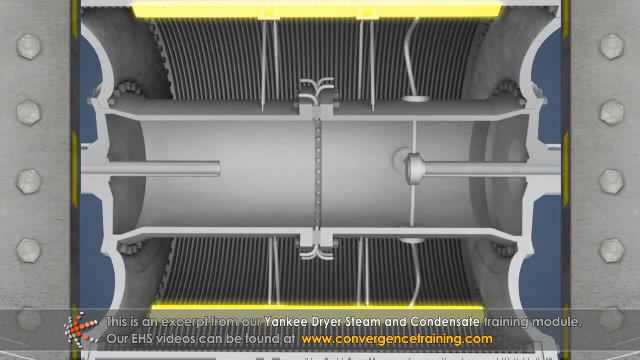 This is an excerpt from our Yankee Dryer Steam and Condensate training module.
Our EHS videos can be found at www.convergencetraining.com